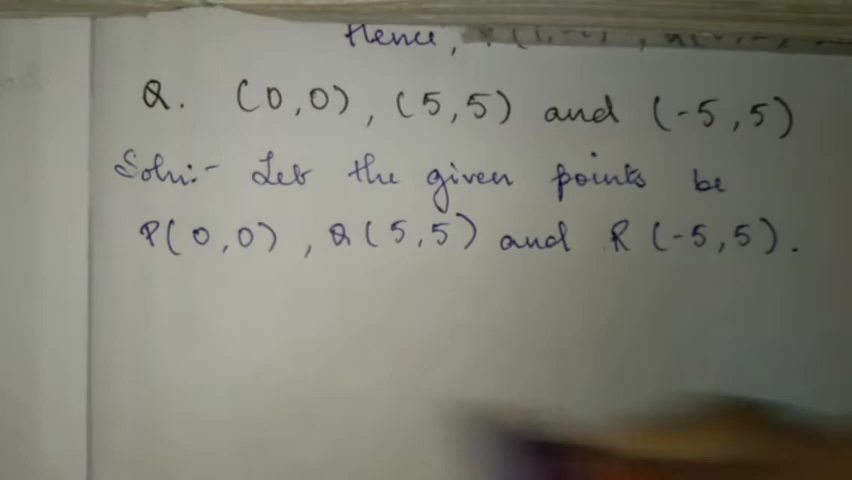 Hence,
Q. (0,0), (5,5) and (-5,5)
Soln:- Let the given points be
P(0,0), Q(5,5) and R(-5,5).